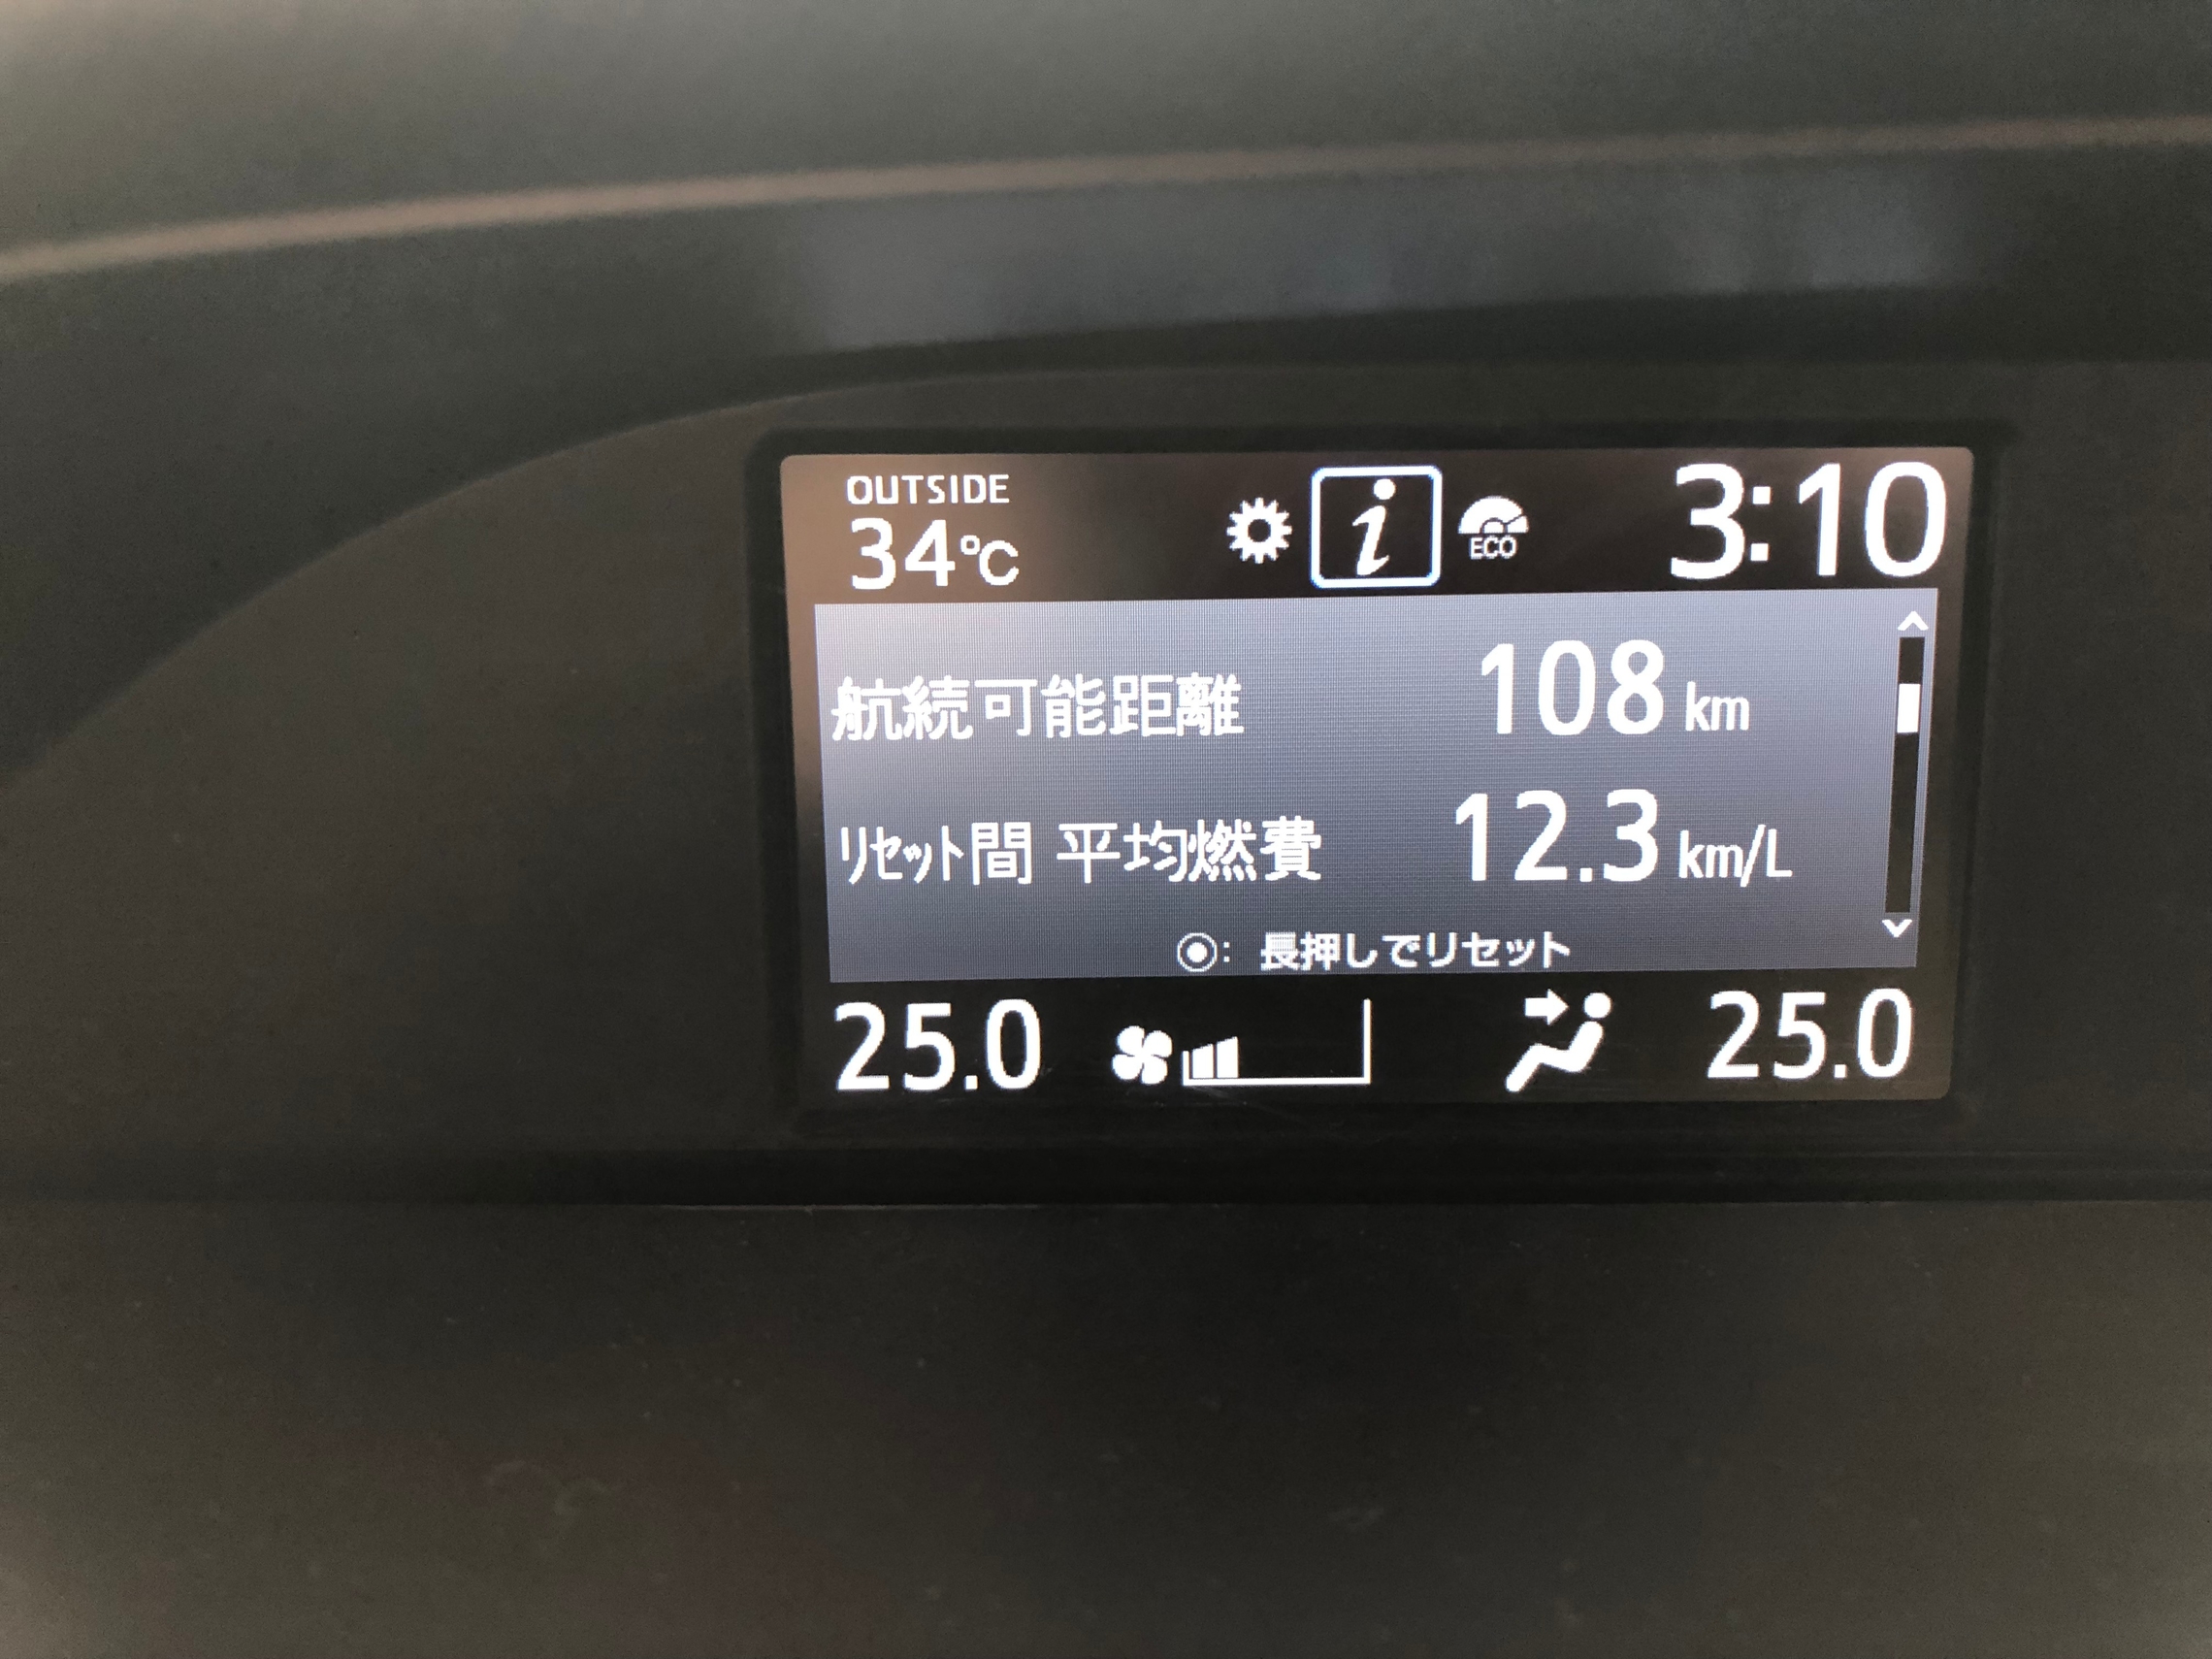 OUTSIDE
34℃
i
ECO
3:10
航続可能距離 108 km
ﾘｾｯﾄ間 平均燃費 12.3 km/L
◉: 長押しでリセット
25.0
25.0